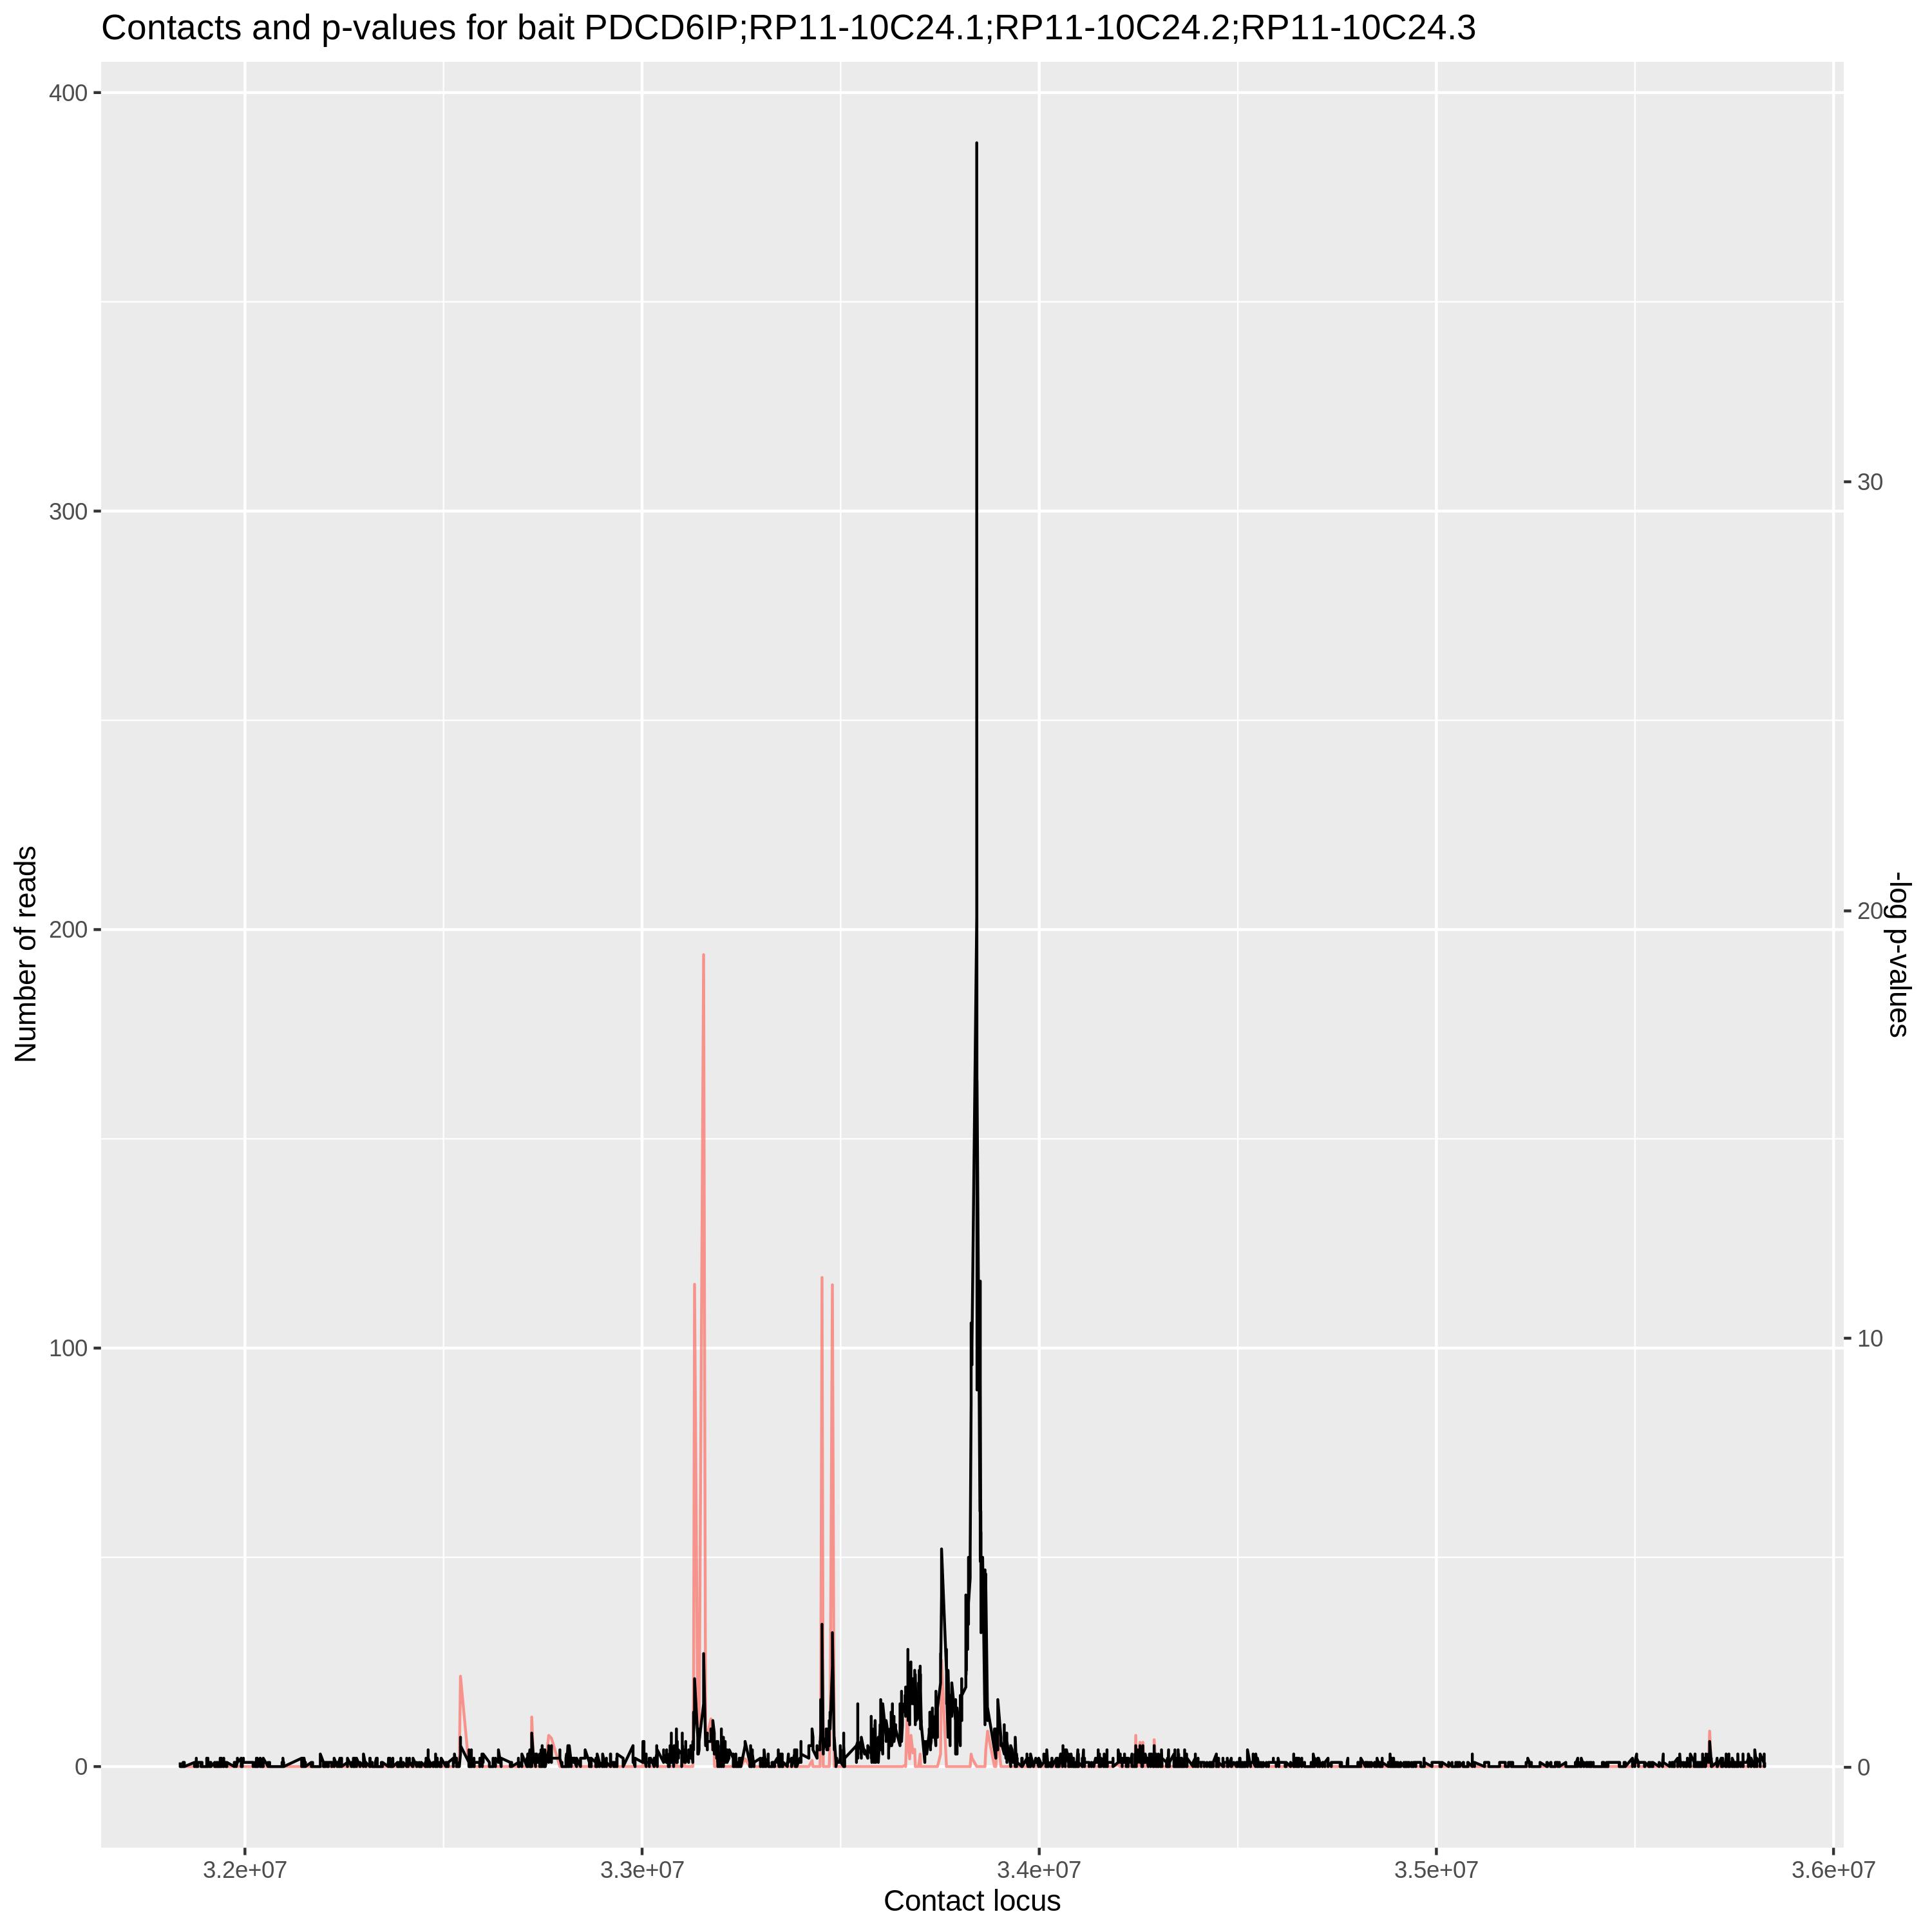 Contacts and p-values for bait PDCD6IP;RP11-10C24.1;RP11-10C24.2;RP11-10C24.3
400
300
200
100
0
Number of reads
30
20
10
0
-log p-values
3.2e+07
3.3e+07
3.4e+07
3.5e+07
3.6e+07
Contact locus